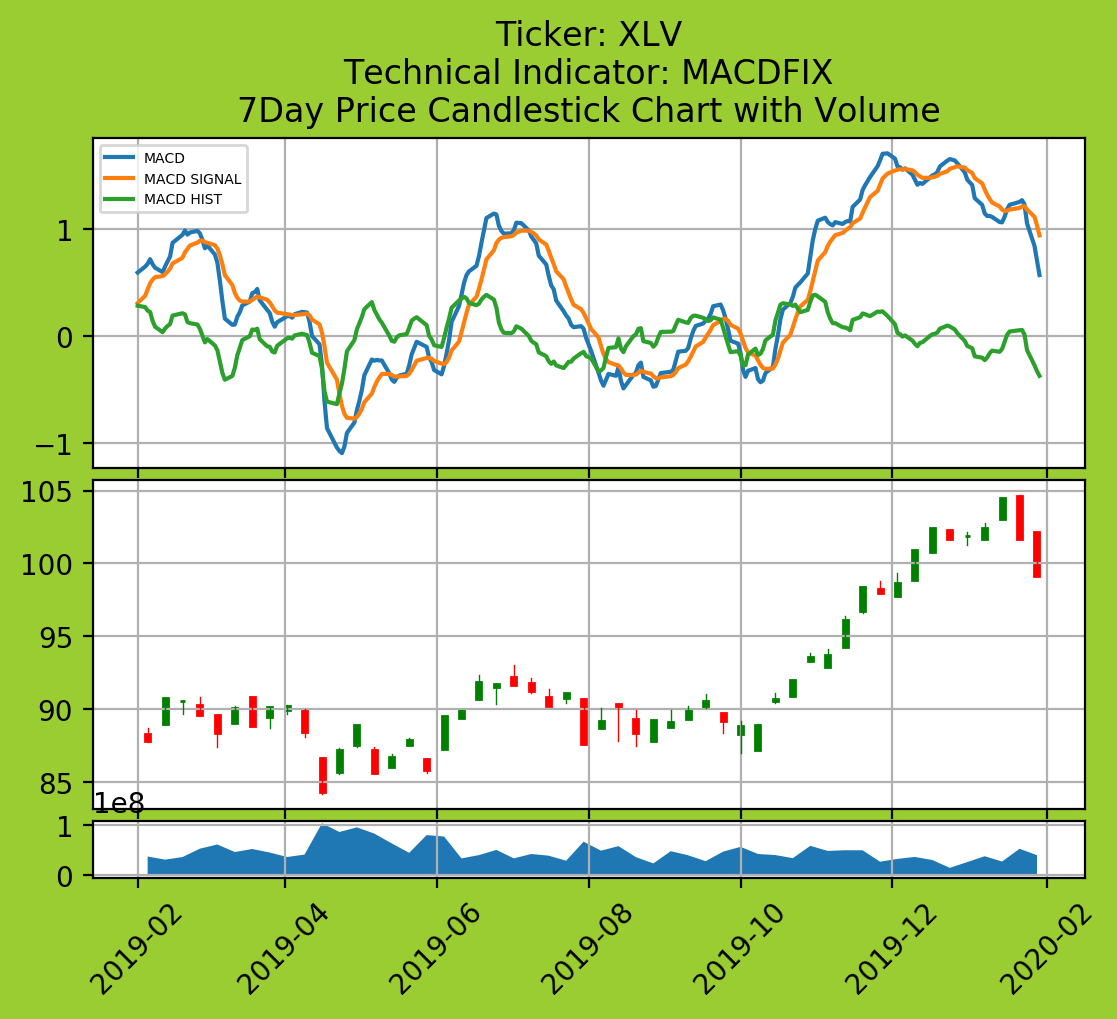 Ticker: XLV
Technical Indicator: MACDFIX
7Day Price Candlestick Chart with Volume
MACD
MACD SIGNAL
MACD HIST
1
0
−1
105
100
95
90
85
1e8
1
0
2019-02
2019-04
2019-06
2019-08
2019-10
2019-12
2020-02